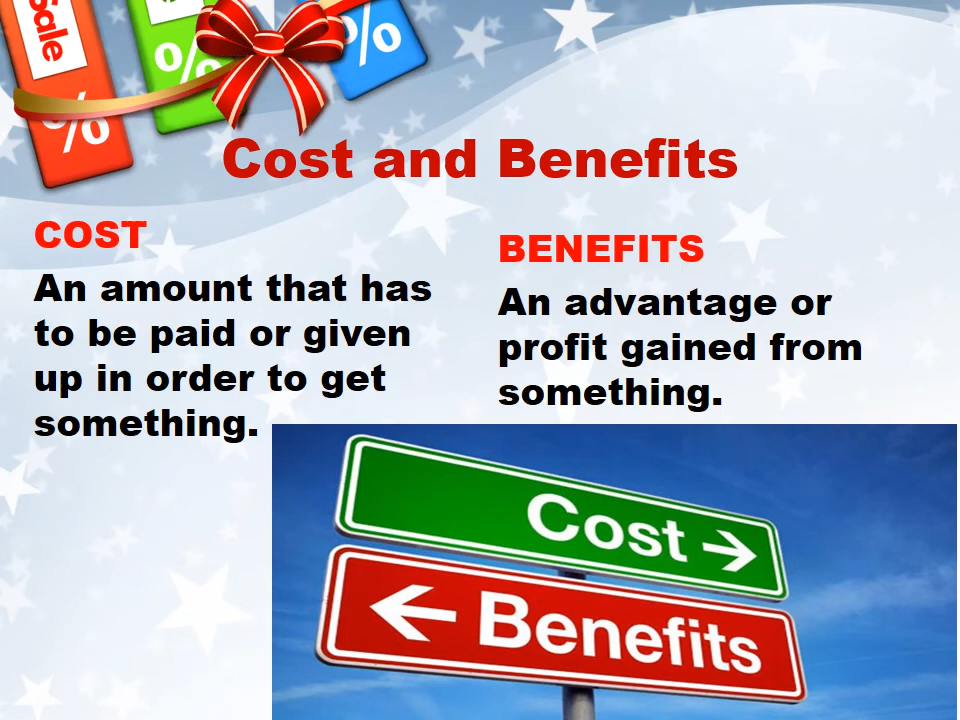 Sale
%
%
%
Cost and Benefits
COST
An amount that has
to be paid or given
up in order to get
something.
BENEFITS
An advantage or
profit gained from
something.
Cost →
← Benefits